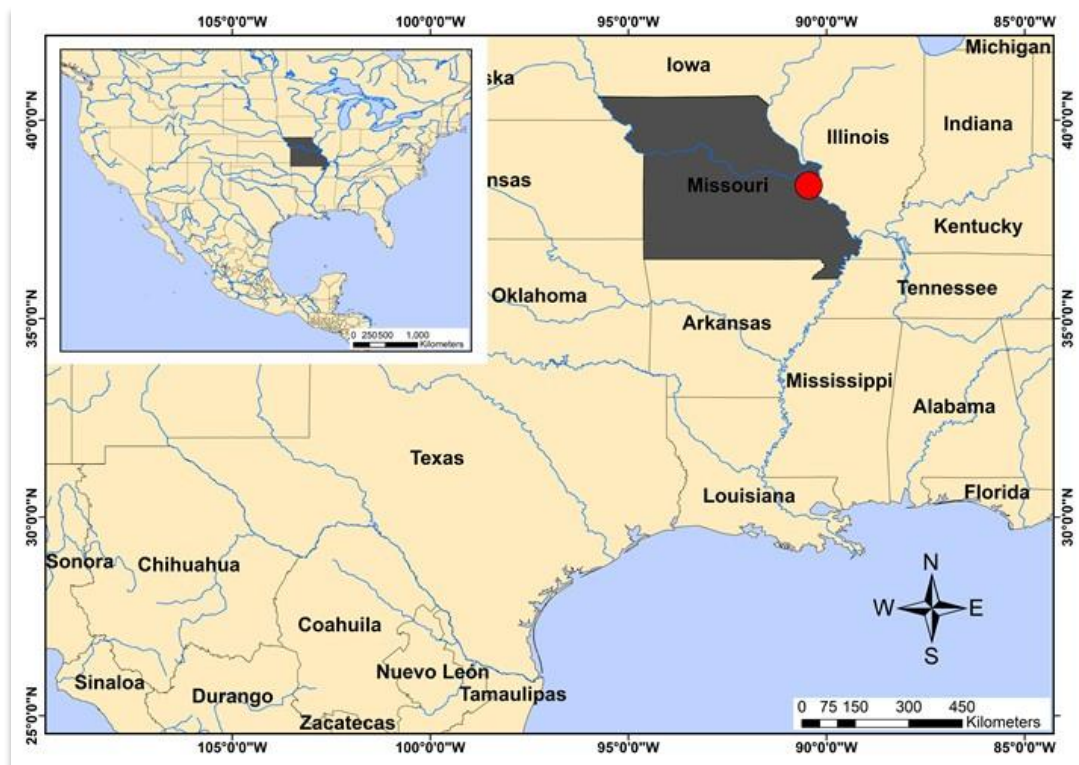 105°0'0"W 100°0'0"W 95°0'0"W 90°0'0"W 85°0'0"W
Michigan
Iowa
ska
40°0'0"N
40°0'0"N
Illinois
Indiana
nsas
Missouri
Kentucky
Oklahoma
Tennessee
0 250 500 1,000
Kilometers
35°0'0"N
35°0'0"N
Arkansas
Mississippi
Alabama
Texas
Louisiana
Florida
30°0'0"N
30°0'0"N
Sonora
Chihuahua
N
W E
S
Coahuila
Nuevo León
Sinaloa
Durango
Tamaulipas
Zacatecas
0 75 150 300 450
Kilometers
25°0'0"N
25°0'0"N
105°0'0"W 100°0'0"W 95°0'0"W 90°0'0"W 85°0'0"W